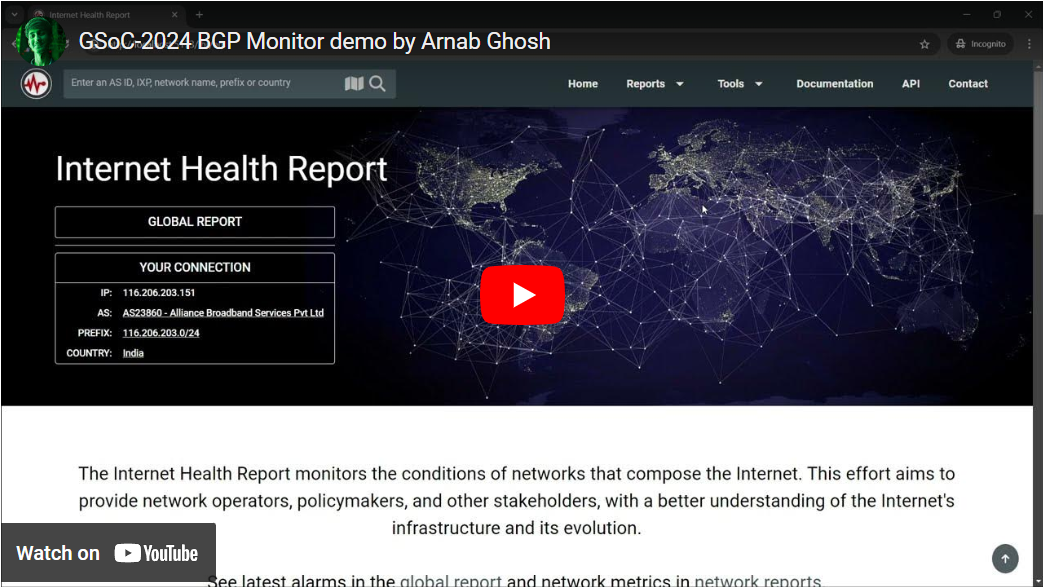 Internet Health Report
GSoC-2024 BGP Monitor demo by Arnab Ghosh
Incognito
Enter an AS ID, IXP, network name, prefix or country
Home Reports Tools Documentation API Contact
Internet Health Report
GLOBAL REPORT
YOUR CONNECTION
IP: 116.206.203.151
AS: AS23860 - Alliance Broadband Services Pvt Ltd
PREFIX: 116.206.203.0/24
COUNTRY: India
The Internet Health Report monitors the conditions of networks that compose the Internet. This effort aims to
provide network operators, policymakers, and other stakeholders, with a better understanding of the Internet's
infrastructure and its evolution.
Watch on YouTube
See latest alarms in the global report and network metrics in network reports